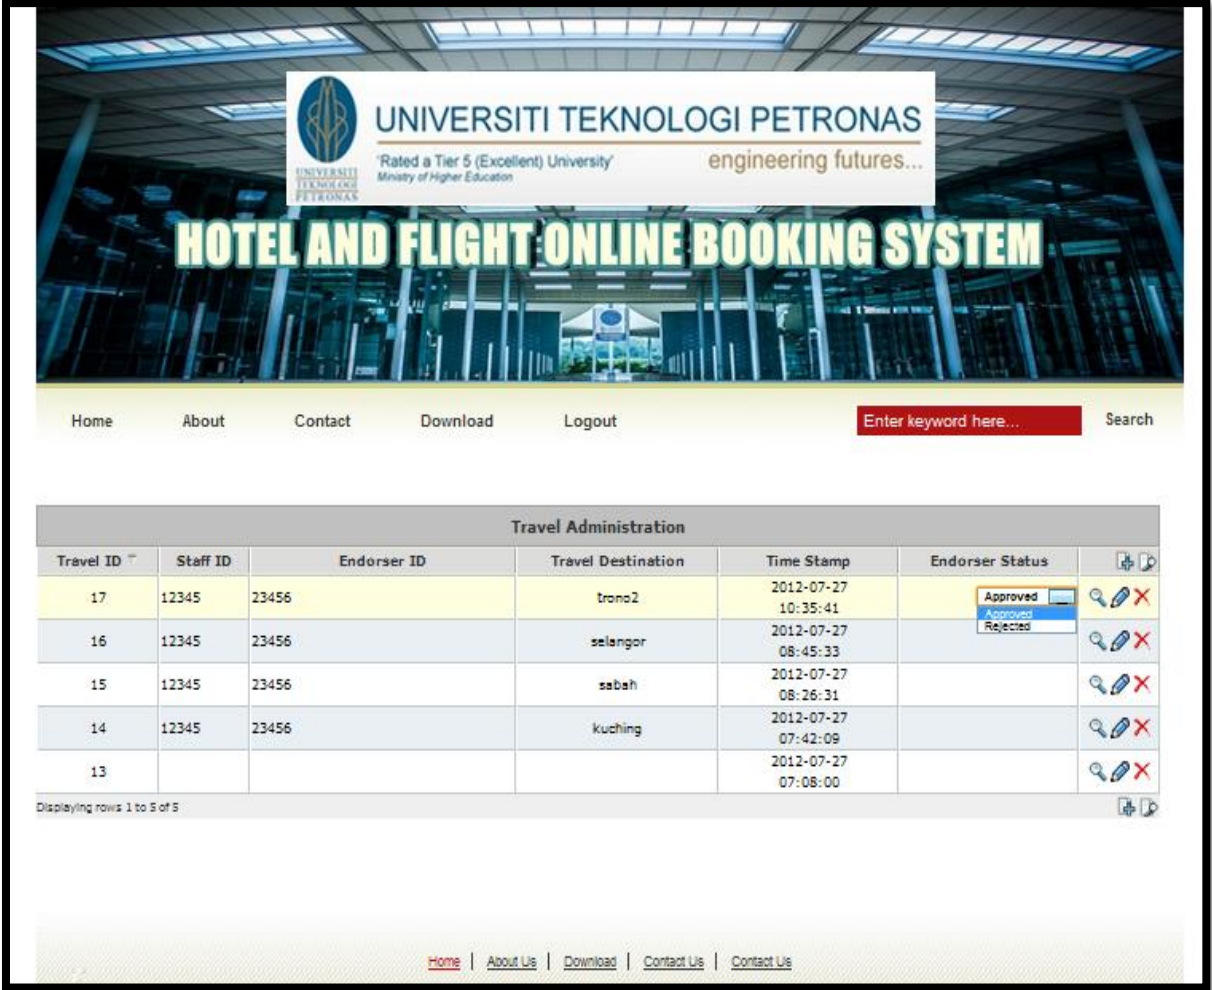 UNIVERSITI TEKNOLOGI PETRONAS
'Rated a Tier 5 (Excellent) University' engineering futures...
Ministry of Higher Education
UNIVERSITI
TEKNOLOGI
PETRONAS
HOTEL AND FLIGHT ONLINE BOOKING SYSTEM
Home About Contact Download Logout Enter keyword here... Search
Travel Administration
Travel ID Staff ID Endorser ID Travel Destination Time Stamp Endorser Status
17 12345 23456 trono2 2012-07-27 Approved
10:35:41 Approved
Rejected
16 12345 23456 selangor 2012-07-27
08:45:33
15 12345 23456 sabah 2012-07-27
08:26:31
14 12345 23456 kuching 2012-07-27
07:42:09
13 2012-07-27
07:08:00
Displaying rows 1 to 5 of 5
Home | About Us | Download | Contact Us | Contact Us